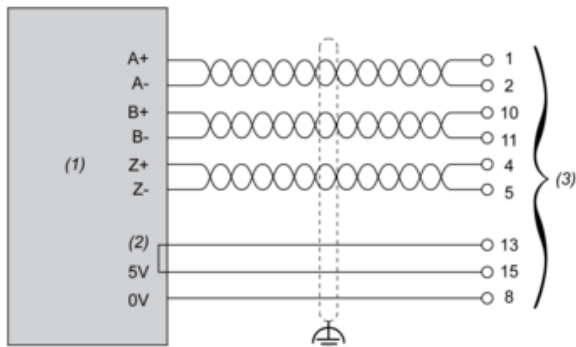 A+ 1
A- 2
B+ 10
B- 11
(1) Z+ 4 (3)
Z- 5
(2) 13
5V 15
0V 8